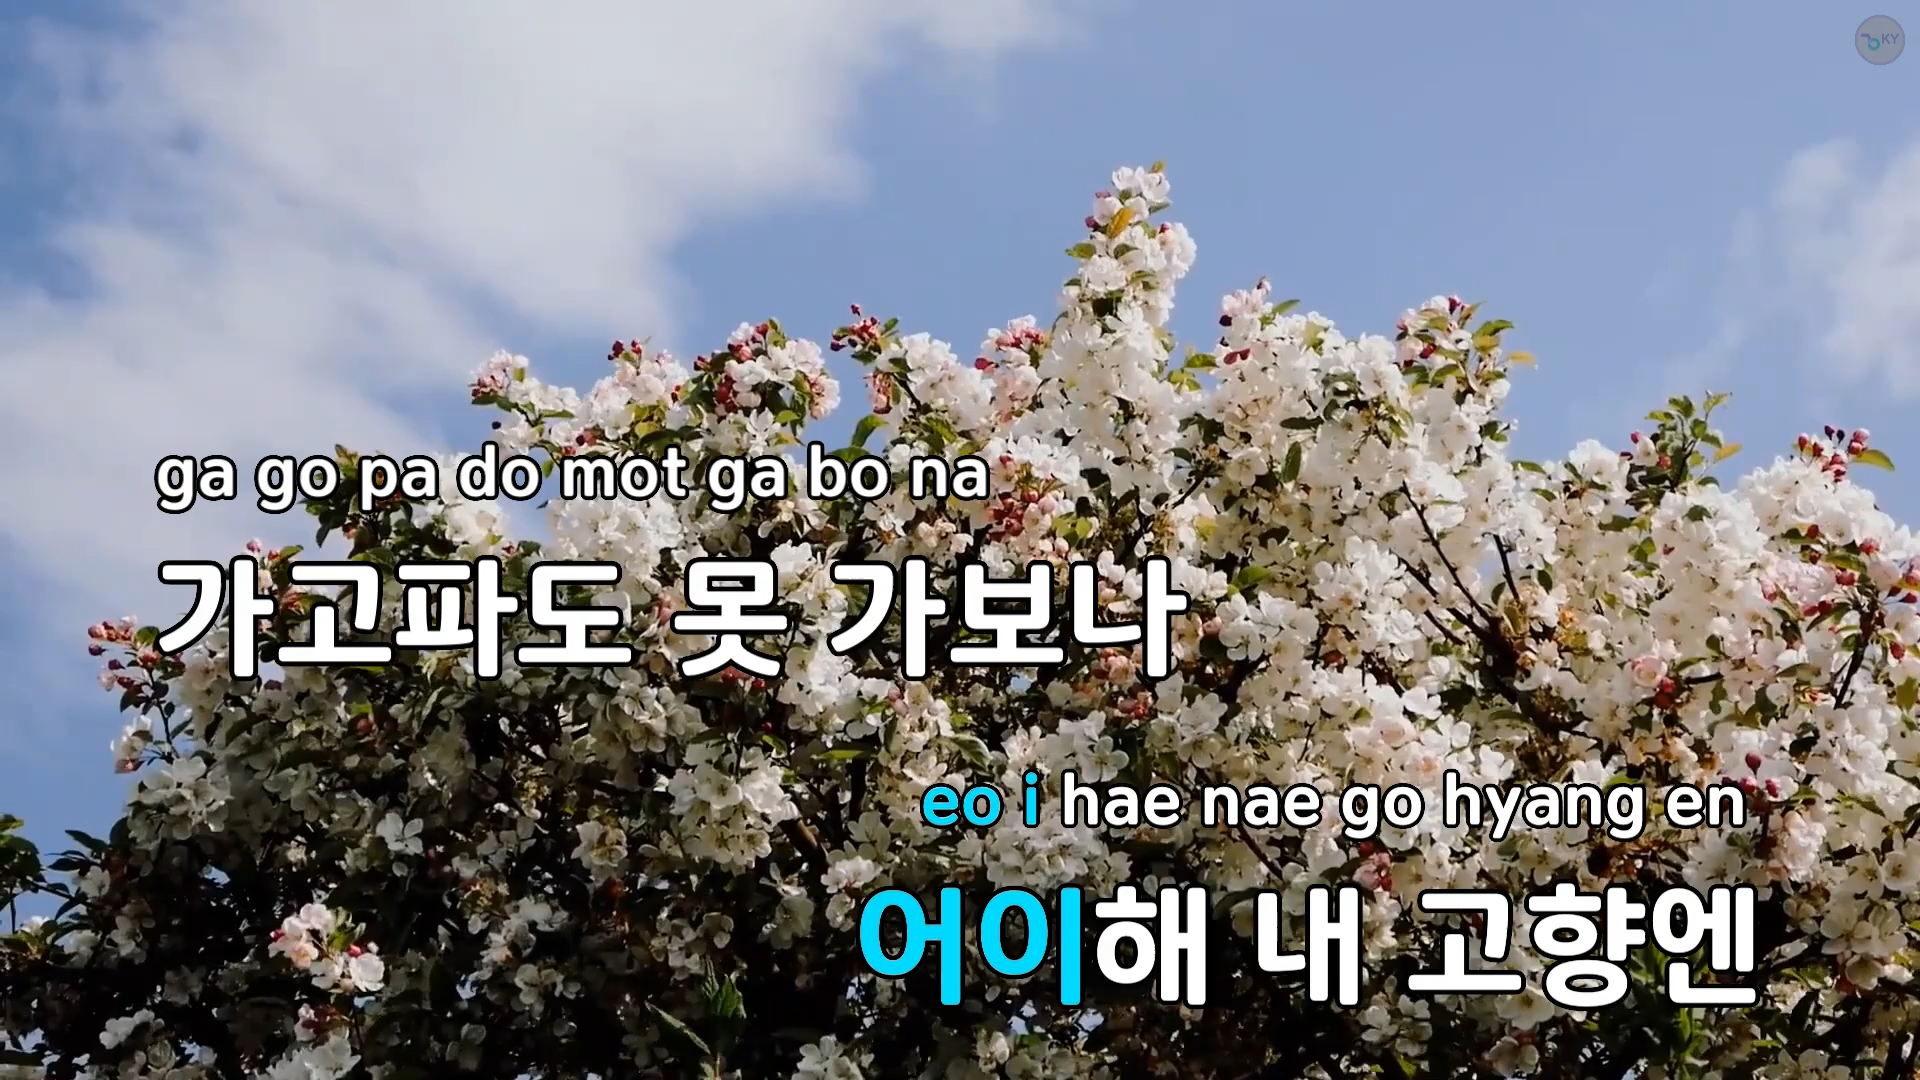 KY
ga go pa do mot ga bo na
가고파도 못 가보나
eo i hae nae go hyang en
어이해 내 고향엔